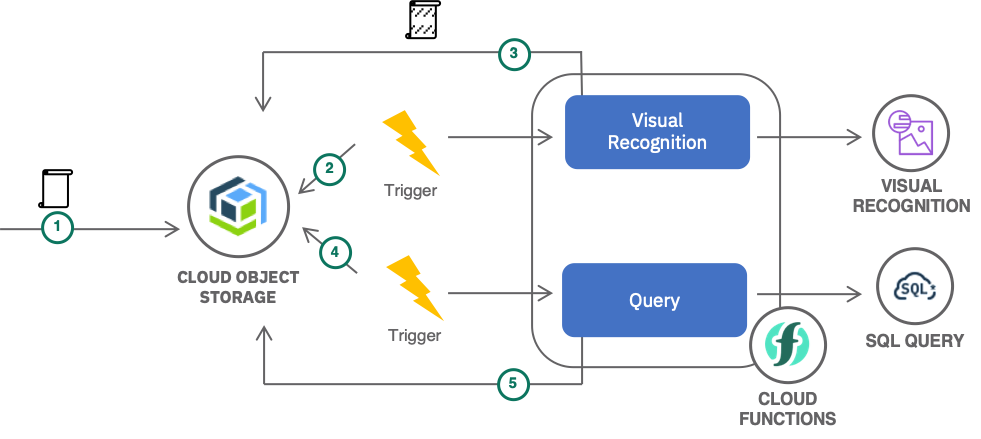 3
Visual
Recognition
2
Trigger
VISUAL
RECOGNITION
1
4
CLOUD OBJECT
STORAGE
Query
SQL
Trigger
SQL QUERY
5
f
CLOUD
FUNCTIONS